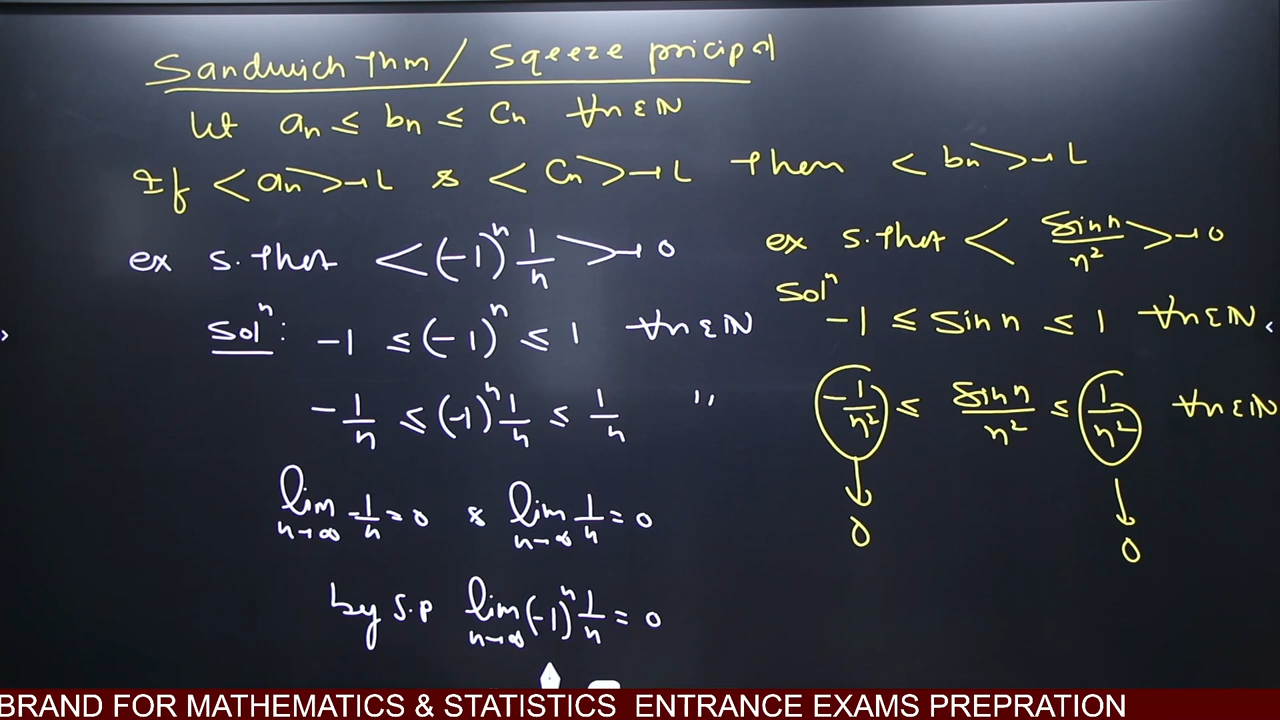 Sandwich Thm / Sqeeze pricipal
Let aₙ ≤ bₙ ≤ Cₙ ∀n∈ℕ
If <aₙ>→L & <Cₙ>→L Then <bₙ>→L
ex s.that <(-1)ⁿ 1/n>→0
Solⁿ: -1 ≤ (-1)ⁿ ≤ 1 ∀n∈ℕ
-1/n ≤ (-1)ⁿ 1/n ≤ 1/n "
lim n→∞ -1/n = 0 & lim n→∞ 1/n = 0
by S.P lim n→∞ (-1)ⁿ 1/n = 0
ex s.that <sin n/n²>→0
Solⁿ
-1 ≤ sin n ≤ 1 ∀n∈ℕ
-1/n² ≤ sin n/n² ≤ 1/n² ∀n∈ℕ
0 0
BRAND FOR MATHEMATICS & STATISTICS ENTRANCE EXAMS PREPRATION